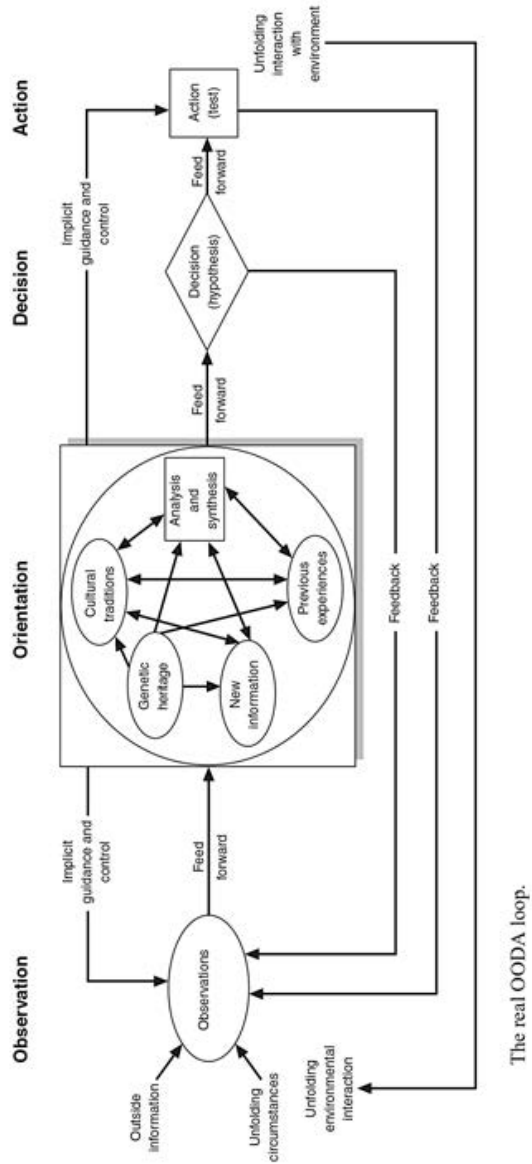 Observation
Orientation
Decision
Action
Implicit
guidance and
control
Implicit
guidance and
control
Outside
information
Unfolding
circumstances
Observations
Feed
forward
Cultural
traditions
Genetic
heritage
New
information
Previous
experiences
Analysis
and
synthesis
Feed
forward
Decision
(hypothesis)
Feed
forward
Action
(test)
Unfolding
interaction
with
environment
Unfolding
environmental
interaction
Feedback
Feedback
The real OODA loop.